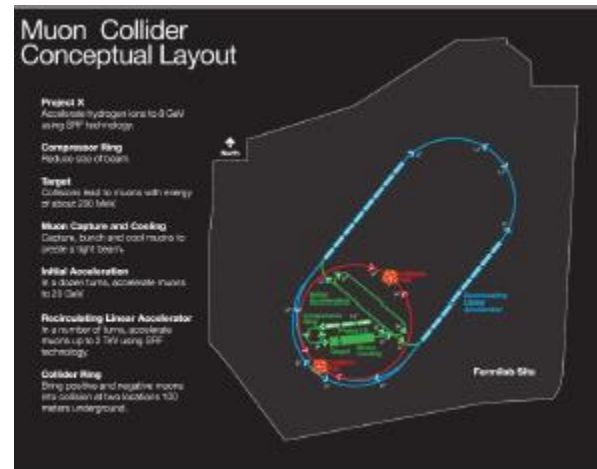 Muon Collider
Conceptual Layout
Project X
Accelerate hydrogen ions to 8 GeV
using SRF technology.
Compressor Ring
Reduce size of beam.
Target
Collisions lead to muons with energy
of about 200 MeV.
Muon Capture and Cooling
Capture, bunch and cool muons to
create a tight beam.
Initial Acceleration
In a dozen turns, accelerate muons
to 20 GeV.
Recirculating Linear Accelerator
In a number of turns, accelerate
muons up to 2 TeV using SRF
technology.
Collider Ring
Bring positive and negative muons
into collision at two locations 100
meters underground.
North
Recirculating
Linear
Accelerator
Fermilab Site